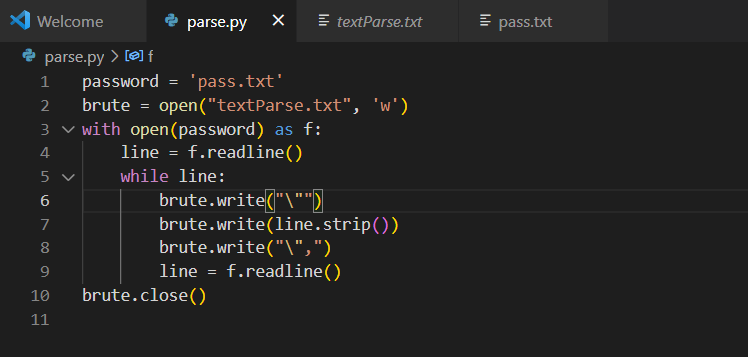 Welcome parse.py × textParse.txt pass.txt
parse.py > f
1 password = 'pass.txt'
2 brute = open("textParse.txt", 'w')
3 with open(password) as f:
4 line = f.readline()
5 while line:
6 brute.write("\"")
7 brute.write(line.strip())
8 brute.write("\",")
9 line = f.readline()
10 brute.close()
11